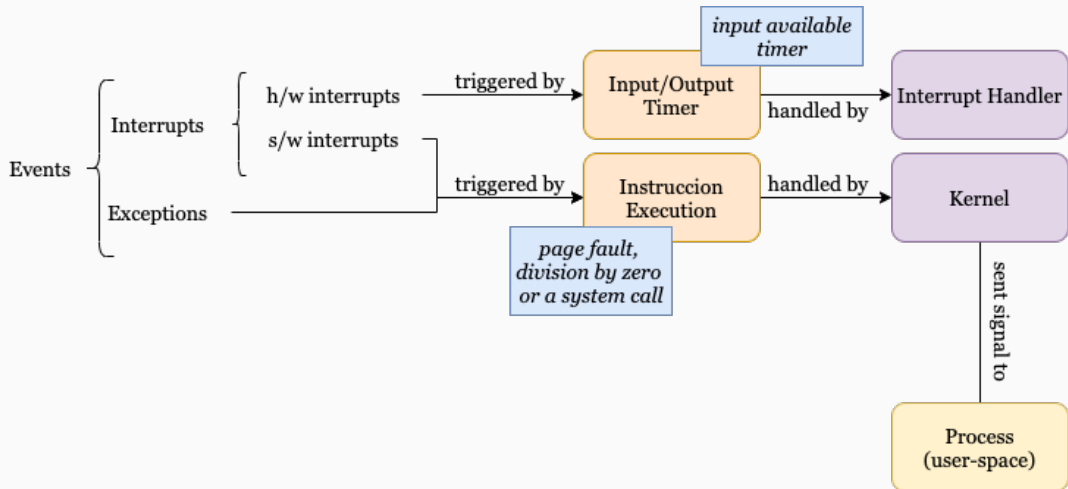 input available
timer
h/w interrupts
triggered by
Input/Output
Timer
handled by
Interrupt Handler
Interrupts
s/w interrupts
Events
Exceptions
triggered by
Instruccion
Execution
handled by
Kernel
page fault,
division by zero
or a system call
sent signal to
Process
(user-space)